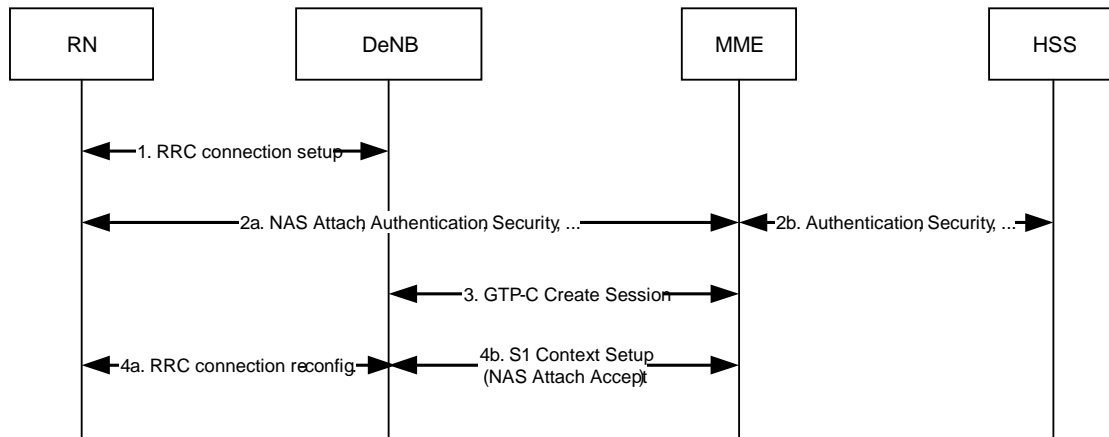 RN
DeNB
MME
HSS
1. RRC connection setup
2a. NAS Attach, Authentication, Security, ...
2b. Authentication, Security, ...
3. GTP-C Create Session
4a. RRC connection reconfig.
4b. S1 Context Setup
(NAS Attach Accept)